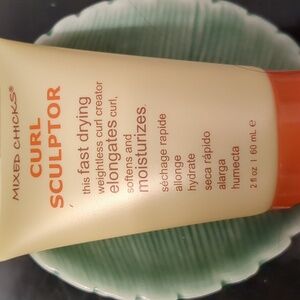 MIXED CHICKS®
CURL
SCULPTOR
this fast drying
weightless curl creator
elongates curl,
softens and
moisturizes.
séchage rapide
allonge
hydrate
seca rápido
alarga
humecta
2 fl oz | 60 mL e